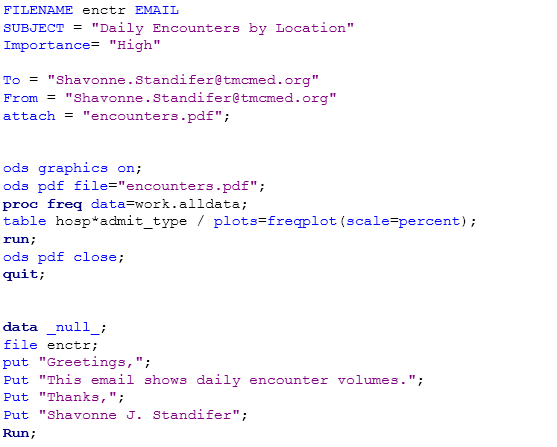 FILENAME enctr EMAIL
SUBJECT = "Daily Encounters by Location"
Importance= "High"
To = "Shavonne.Standifer@tmcmed.org"
From = "Shavonne.Standifer@tmcmed.org"
attach = "encounters.pdf";
ods graphics on;
ods pdf file="encounters.pdf";
proc freq data=work.alldata;
table hosp*admit_type / plots=freqplot(scale=percent);
run;
ods pdf close;
quit;
data _null_;
file enctr;
put "Greetings,";
Put "This email shows daily encounter volumes.";
Put "Thanks,";
Put "Shavonne J. Standifer";
Run;